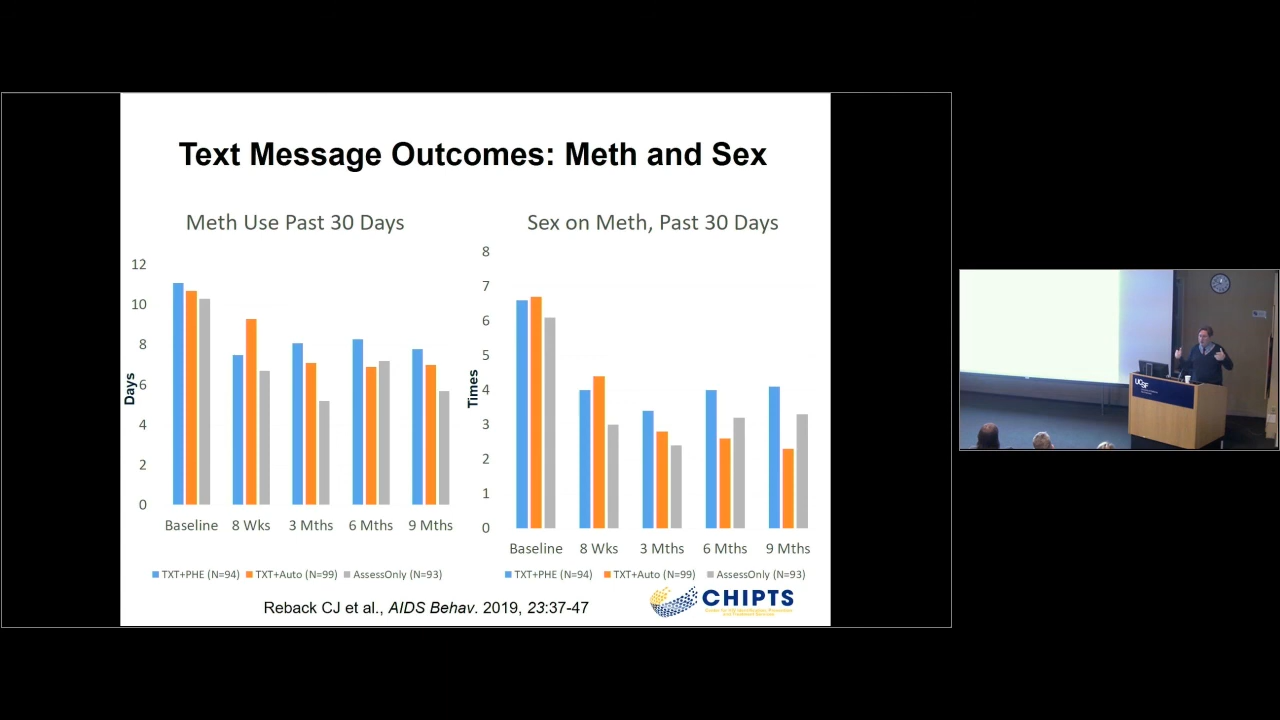 Text Message Outcomes: Meth and Sex
Meth Use Past 30 Days
12
10
8
6
4
2
0
Days
Baseline 8 Wks 3 Mths 6 Mths 9 Mths
TXT+PHE (N=94) TXT+Auto (N=99) AssessOnly (N=93)
Sex on Meth, Past 30 Days
8
7
6
5
4
3
2
1
0
Times
Baseline 8 Wks 3 Mths 6 Mths 9 Mths
TXT+PHE (N=94) TXT+Auto (N=99) AssessOnly (N=93)
Reback CJ et al., AIDS Behav. 2019, 23:37-47
CHIPTS
UCSF